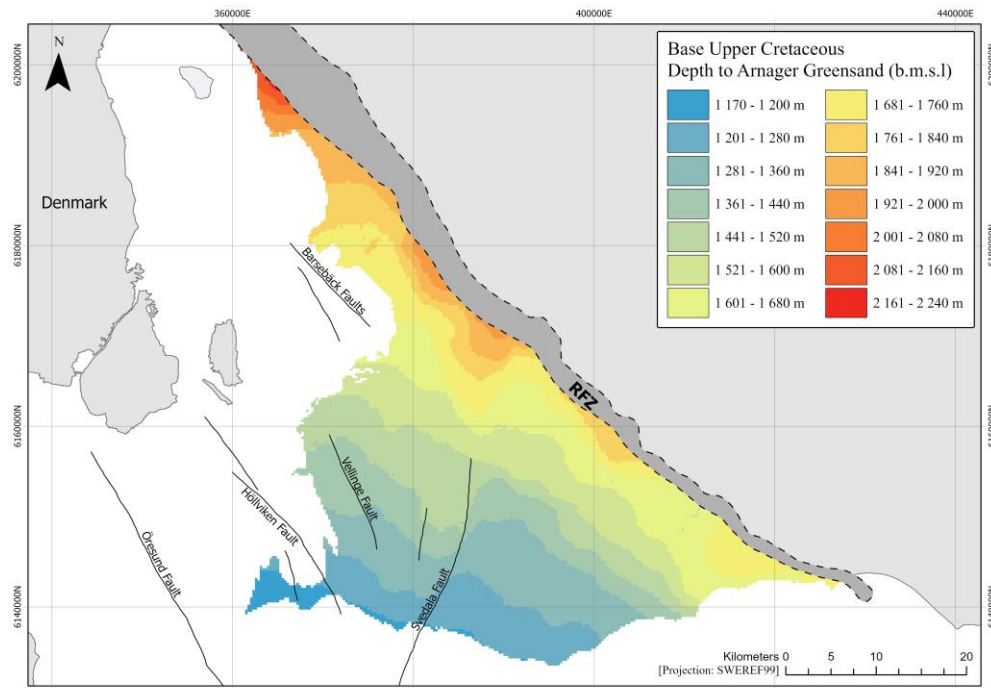 360000E
400000E
440000E
N
6200000N
6200000N
Base Upper Cretaceous
Depth to Arnager Greensand (b.m.s.l)
1 170 - 1 200 m
1 681 - 1 760 m
1 201 - 1 280 m
1 761 - 1 840 m
1 281 - 1 360 m
1 841 - 1 920 m
1 361 - 1 440 m
1 921 - 2 000 m
1 441 - 1 520 m
2 001 - 2 080 m
1 521 - 1 600 m
2 081 - 2 160 m
1 601 - 1 680 m
2 161 - 2 240 m
Denmark
6180000N
6180000N
Barsebäck Faults
RFZ
6160000N
6160000N
Vellinge Fault
Höllviken Fault
Öresund Fault
Svedala Fault
6140000N
6140000N
Kilometers 0 5 10 20
[Projection: SWEREF99]